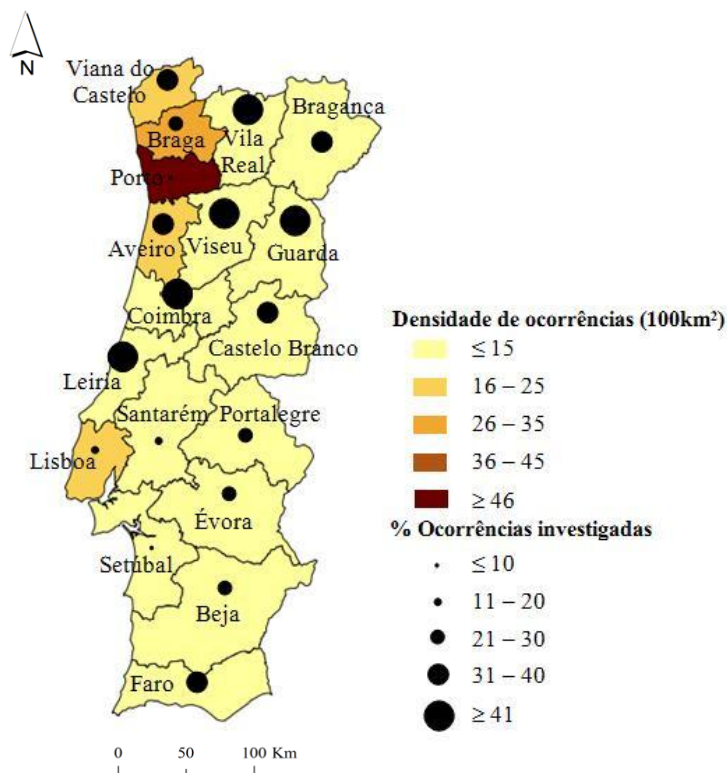 N
Viana do
Castelo
Bragança
Braga
Vila
Real
Porto
Aveiro
Viseu
Guarda
Coimbra
Castelo Branco
Leiria
Santarém
Portalegre
Lisboa
Évora
Setúbal
Beja
Faro
0 50 100 Km
Densidade de ocorrências (100km²)
≤ 15
16 – 25
26 – 35
36 – 45
≥ 46
% Ocorrências investigadas
≤ 10
11 – 20
21 – 30
31 – 40
≥ 41